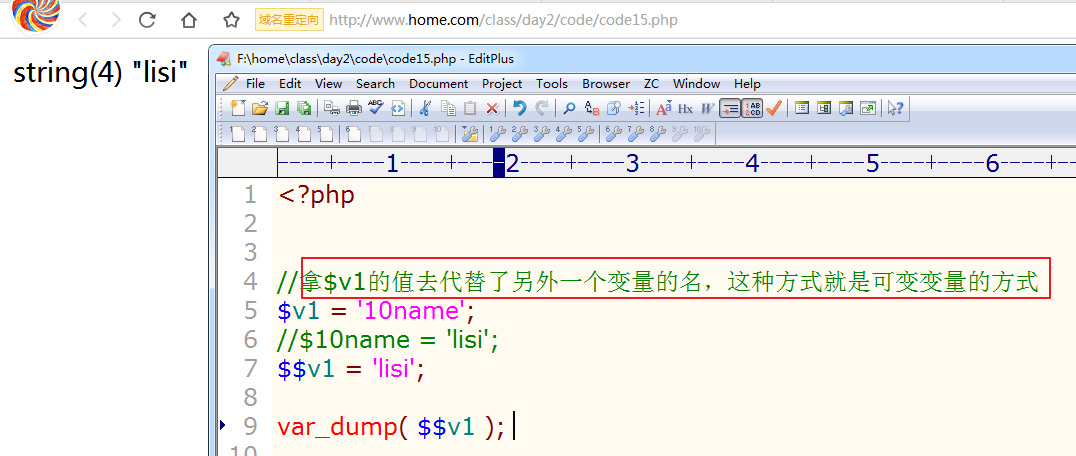 域名重定向 http://www.home.com/class/day2/code/code15.php
string(4) "lisi"
F:\home\class\day2\code\code15.php - EditPlus
File Edit View Search Document Project Tools Browser ZC Window Help
----+----1----+----2----+----3----+----4----+----5----+----6----+-
1 <?php
2
3
4 //拿$v1的值去代替了另外一个变量的名，这种方式就是可变变量的方式
5 $v1 = '10name';
6 //$10name = 'lisi';
7 $$v1 = 'lisi';
8
9 var_dump( $$v1 );
10